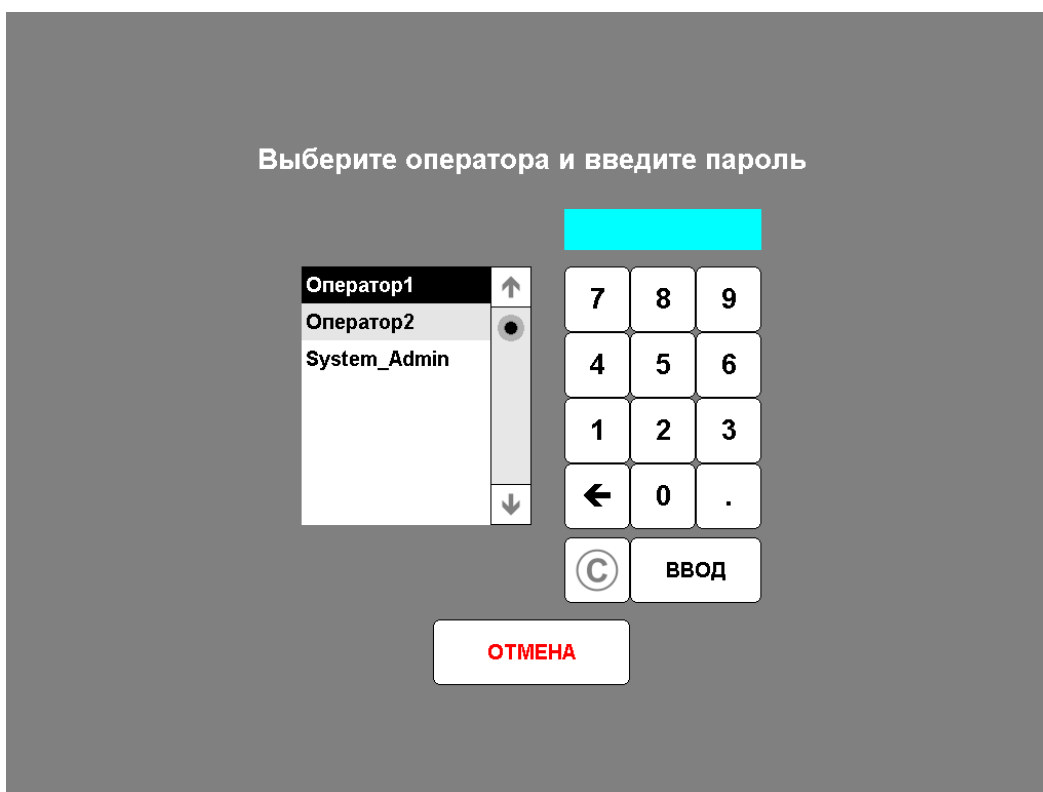 Выберите оператора и введите пароль
Оператор1
Оператор2
System_Admin
7 8 9
4 5 6
1 2 3
← 0 .
© ВВОД
ОТМЕНА